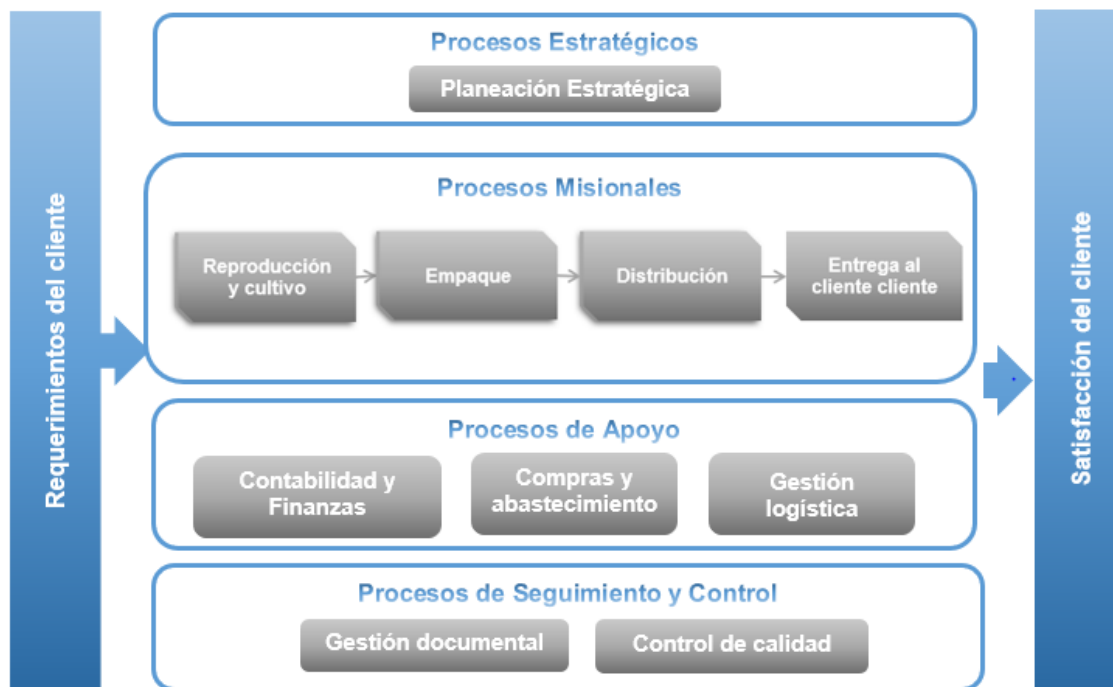 Requerimientos del cliente
Procesos Estratégicos
Planeación Estratégica
Procesos Misionales
Reproducción
y cultivo
Empaque
Distribución
Entrega al
cliente cliente
Procesos de Apoyo
Contabilidad y
Finanzas
Compras y
abastecimiento
Gestión
logística
Procesos de Seguimiento y Control
Gestión documental
Control de calidad
Satisfacción del cliente